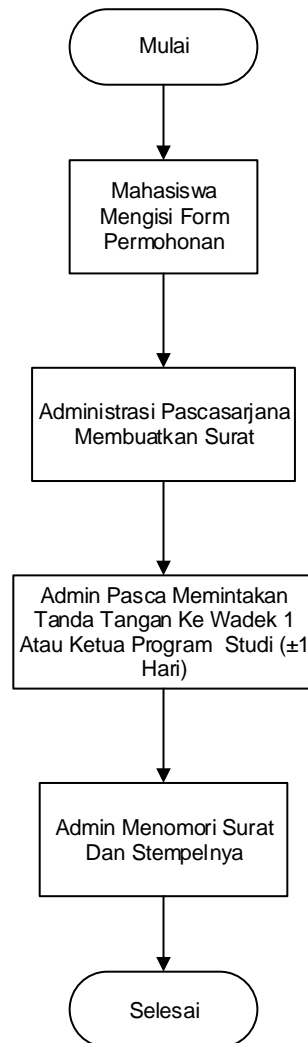 Mulai
Mahasiswa
Mengisi Form
Permohonan
Administrasi Pascasarjana
Membuatkan Surat
Admin Pasca Memintakan
Tanda Tangan Ke Wadek 1
Atau Ketua Program Studi (±1
Hari)
Admin Menomori Surat
Dan Stempelnya
Selesai